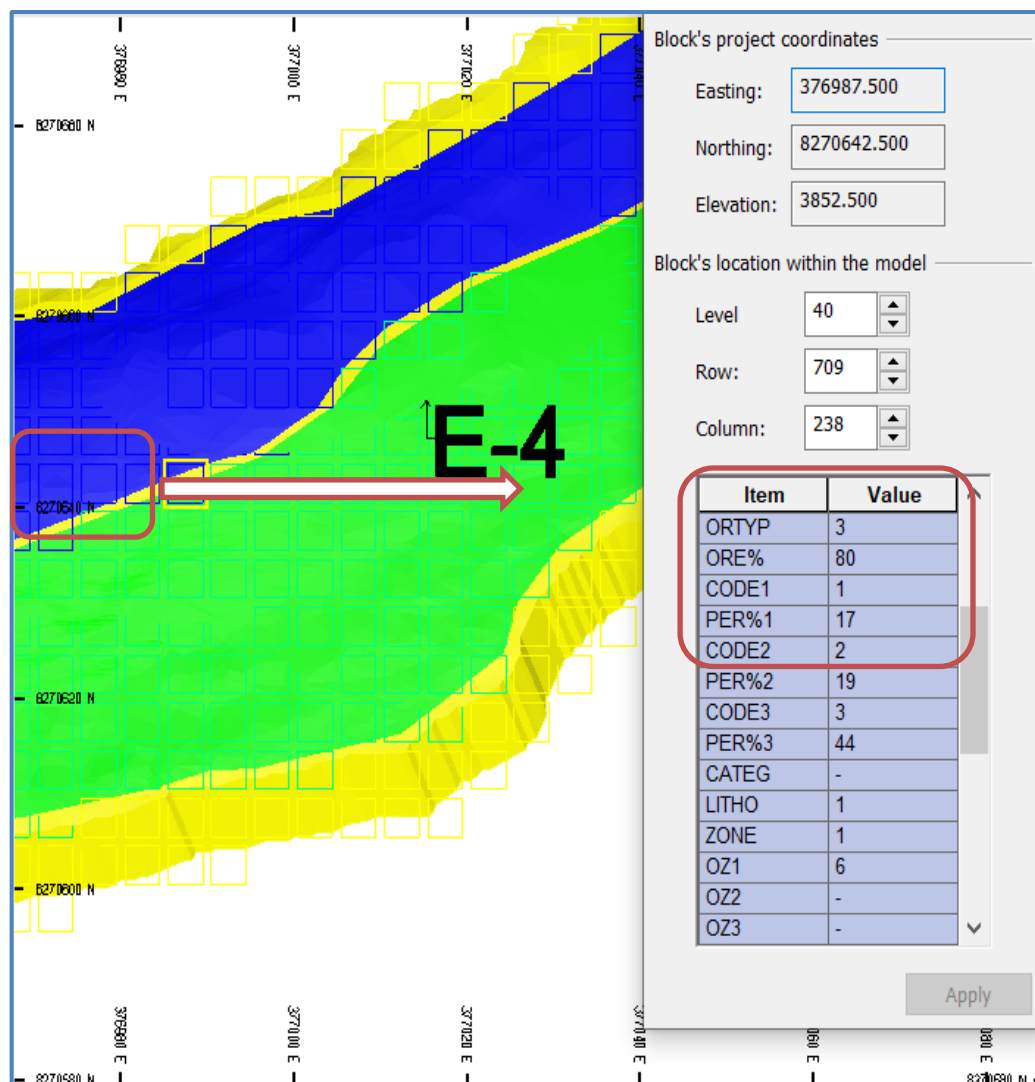 376980 E
377000 E
377020 E
8270680 N
8270660 N
8270640 N
8270620 N
8270600 N
8270580 N
E-4
376980 E
377000 E
377020 E
377040 E
060 E
080 E
Block's project coordinates
Easting: 376987.500
Northing: 8270642.500
Elevation: 3852.500
Block's location within the model
Level 40
Row: 709
Column: 238
Item Value
ORTYP 3
ORE% 80
CODE1 1
PER%1 17
CODE2 2
PER%2 19
CODE3 3
PER%3 44
CATEG -
LITHO 1
ZONE 1
OZ1 6
OZ2 -
OZ3 -
Apply